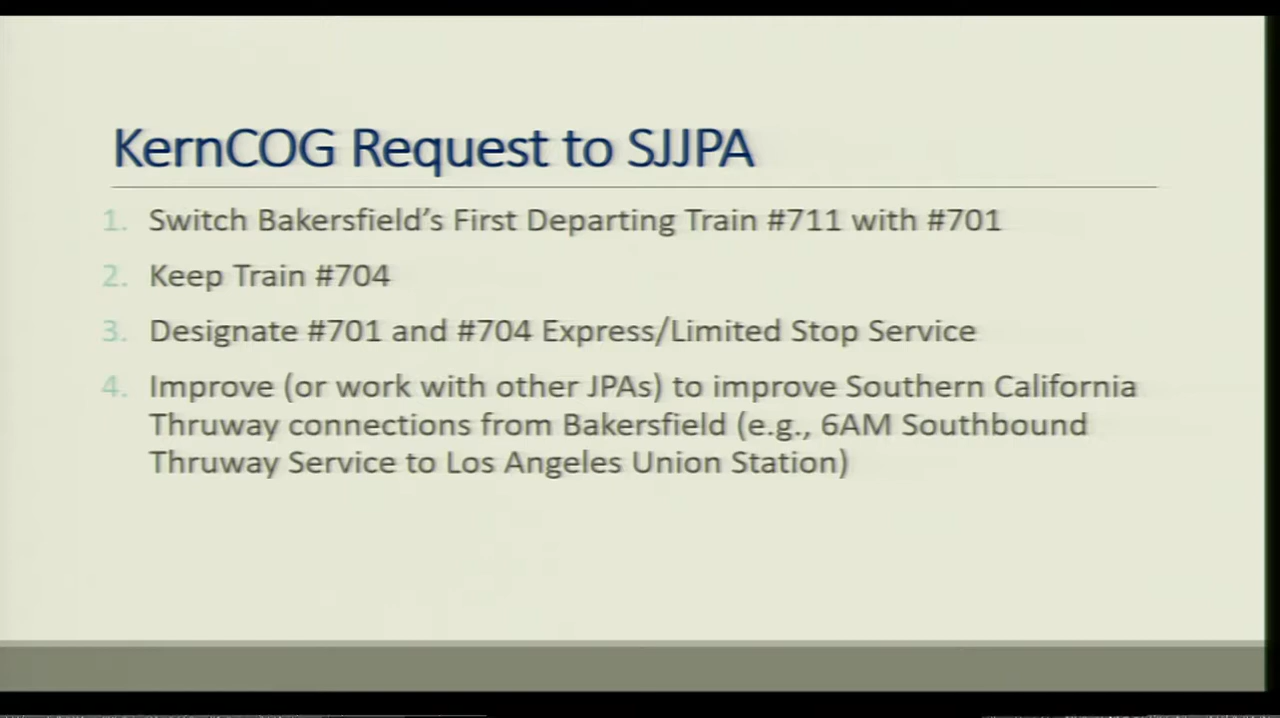 KernCOG Request to SJJPA
1. Switch Bakersfield's First Departing Train #711 with #701
2. Keep Train #704
3. Designate #701 and #704 Express/Limited Stop Service
4. Improve (or work with other JPAs) to improve Southern California
Thruway connections from Bakersfield (e.g., 6AM Southbound
Thruway Service to Los Angeles Union Station)